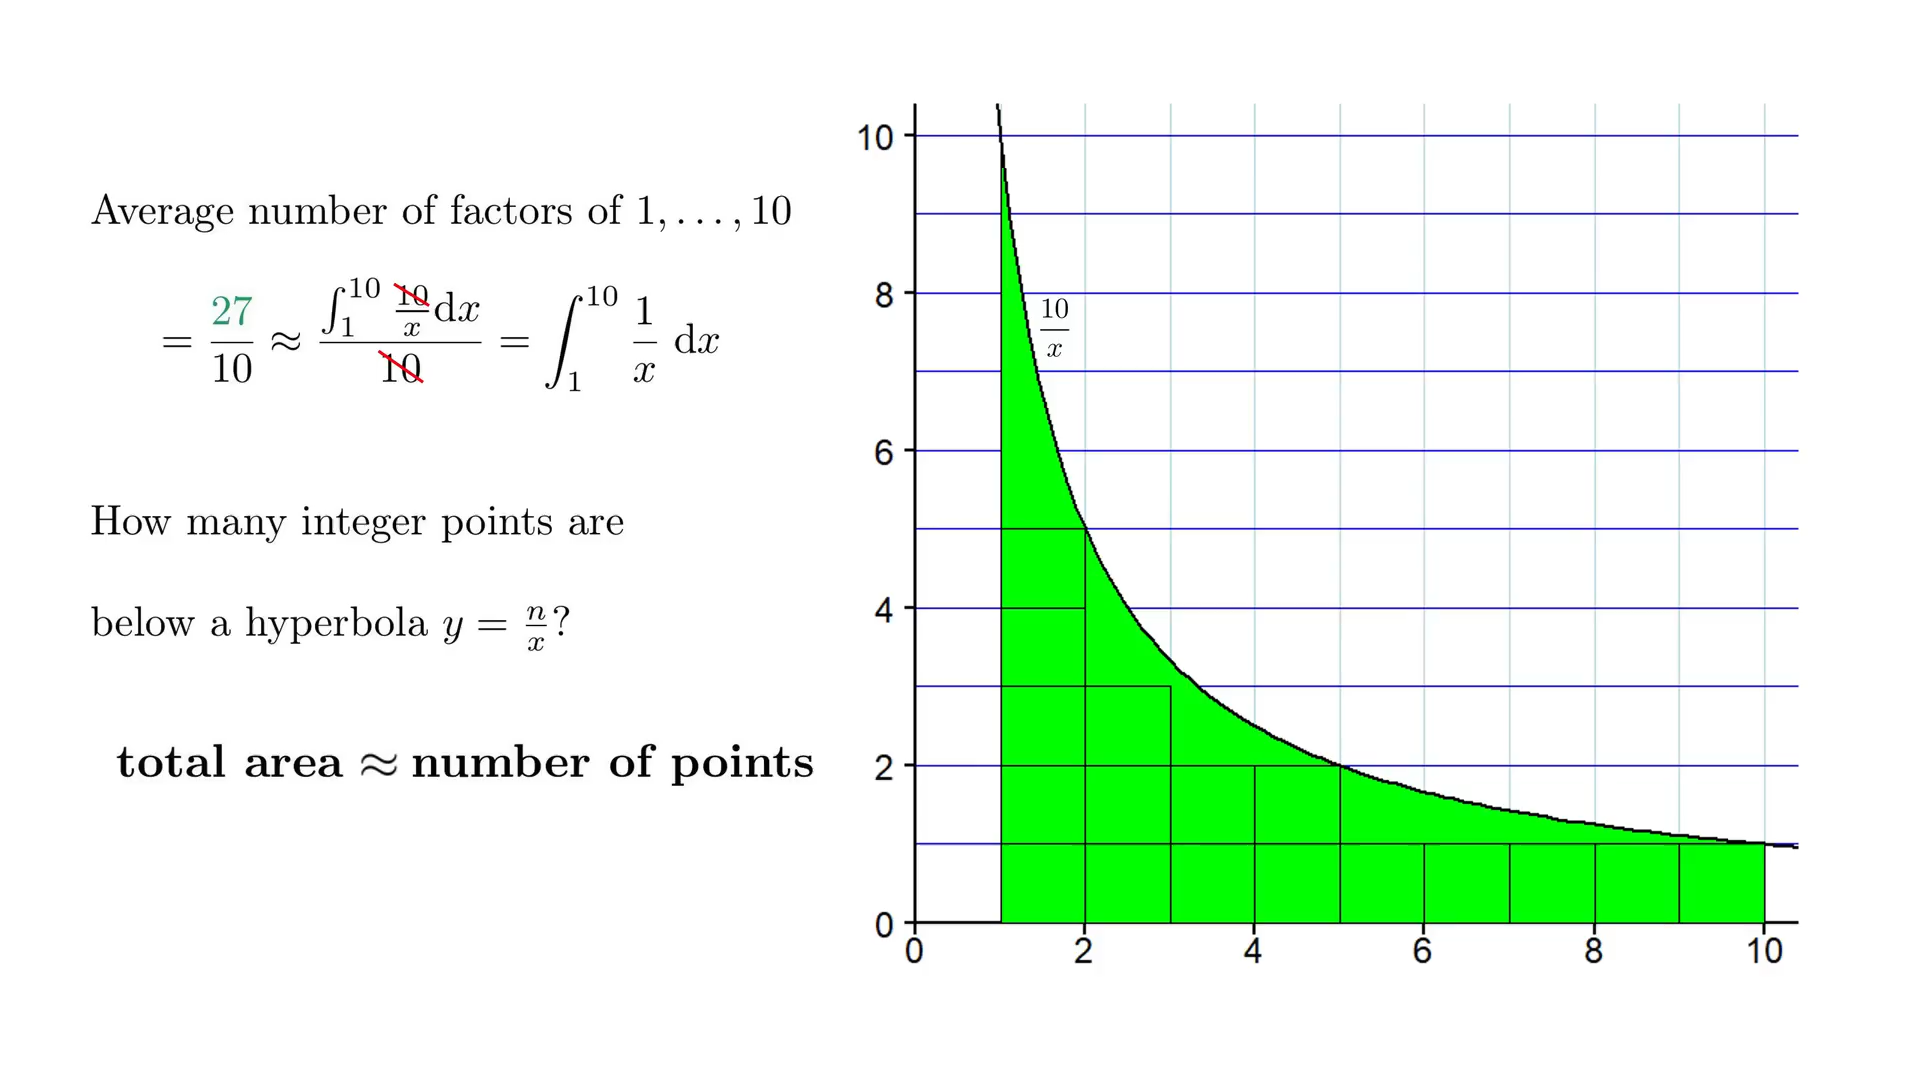 Average number of factors of 1, . . . , 10
= 27/10 ≈ ∫₁¹⁰ 10/x dx / 10 = ∫₁¹⁰ 1/x dx
How many integer points are
below a hyperbola y = n/x?
total area ≈ number of points
10
8
6
4
2
0
10/x
0 2 4 6 8 10